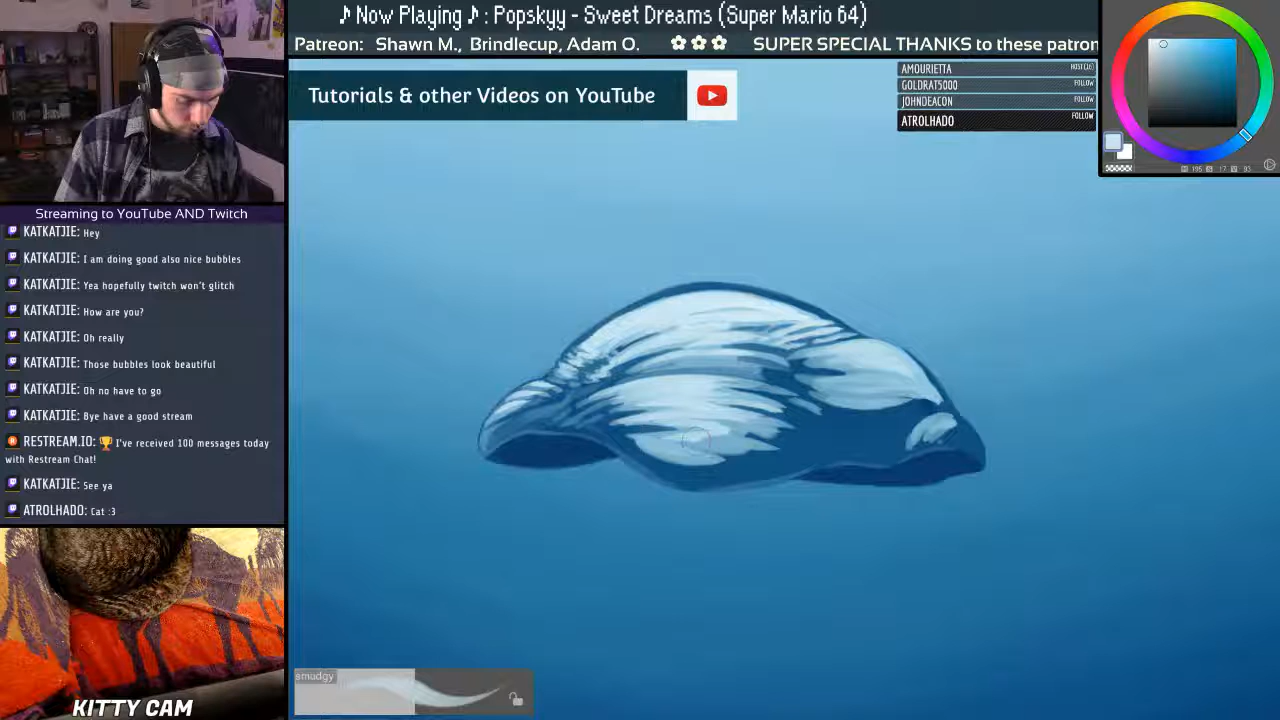 ♪ Now Playing ♪ : Popskyy - Sweet Dreams (Super Mario 64)
Patreon: Shawn M., Brindlecup, Adam O. ✿ ✿ ✿ SUPER SPECIAL THANKS to these patron
Tutorials & other Videos on YouTube
AMOURIETTA HOST(16)
GOLDRAT5000 FOLLOW
JOHNDEACON FOLLOW
ATROLHADO FOLLOW
Streaming to YouTube AND Twitch
KATKATJIE: Hey
KATKATJIE: I am doing good also nice bubbles
KATKATJIE: Yea hopefully twitch won't glitch
KATKATJIE: How are you?
KATKATJIE: Oh really
KATKATJIE: Those bubbles look beautiful
KATKATJIE: Oh no have to go
KATKATJIE: Bye have a good stream
RESTREAM.IO: 🏆 I've received 100 messages today
with Restream Chat!
KATKATJIE: See ya
ATROLHADO: Cat :3
smudgy
KITTY CAM